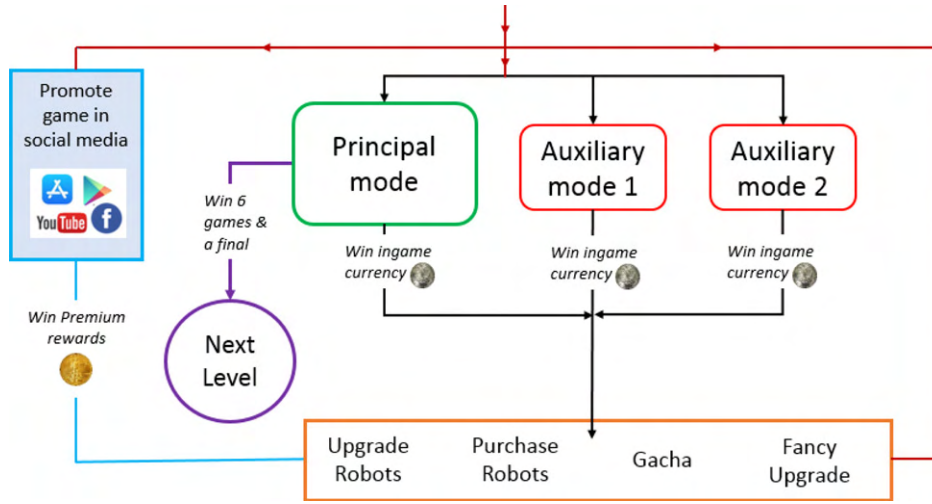 Promote
game in
social media
You Tube
f
Principal
mode
Auxiliary
mode 1
Auxiliary
mode 2
Win 6
games &
a final
Win ingame
currency
Win ingame
currency
Win ingame
currency
Win Premium
rewards
Next
Level
Upgrade
Robots
Purchase
Robots
Gacha
Fancy
Upgrade